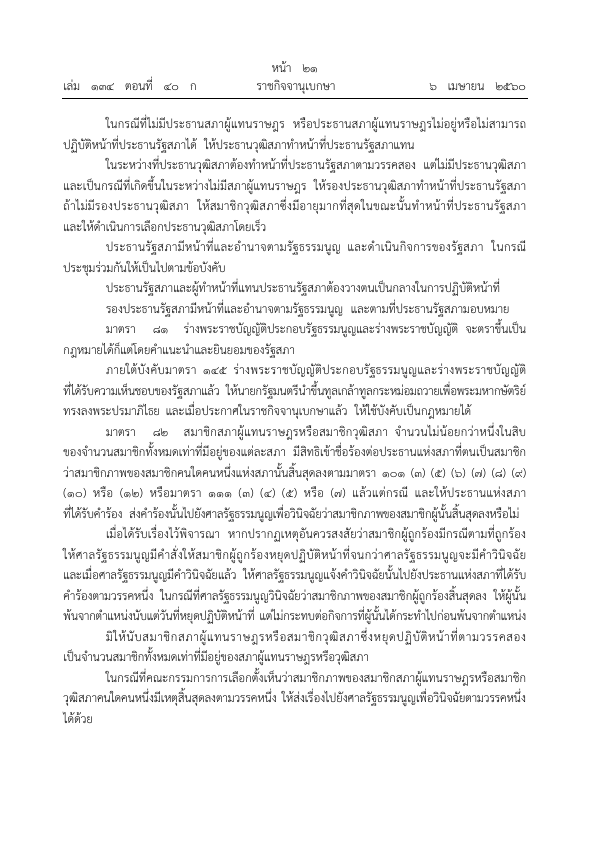 หน้า ๒๑
เล่ม ๑๓๔ ตอนที่ ๔๐ ก ราชกิจจานุเบกษา ๖ เมษายน ๒๕๖๐
ในกรณีที่ไม่มีประธานสภาผู้แทนราษฎร หรือประธานสภาผู้แทนราษฎรไม่อยู่หรือไม่สามารถ
ปฏิบัติหน้าที่ประธานรัฐสภาได้ ให้ประธานวุฒิสภาทำหน้าที่ประธานรัฐสภาแทน
ในระหว่างที่ประธานวุฒิสภาต้องทำหน้าที่ประธานรัฐสภาตามวรรคสอง แต่ไม่มีประธานวุฒิสภา
และเป็นกรณีที่เกิดขึ้นในระหว่างไม่มีสภาผู้แทนราษฎร ให้รองประธานวุฒิสภาทำหน้าที่ประธานรัฐสภา
ถ้าไม่มีรองประธานวุฒิสภา ให้สมาชิกวุฒิสภาซึ่งมีอายุมากที่สุดในขณะนั้นทำหน้าที่ประธานรัฐสภา
และให้ดำเนินการเลือกประธานวุฒิสภาโดยเร็ว
ประธานรัฐสภามีหน้าที่และอำนาจตามรัฐธรรมนูญ และดำเนินกิจการของรัฐสภา ในกรณี
ประชุมร่วมกันให้เป็นไปตามข้อบังคับ
ประธานรัฐสภาและผู้ทำหน้าที่แทนประธานรัฐสภาต้องวางตนเป็นกลางในการปฏิบัติหน้าที่
รองประธานรัฐสภามีหน้าที่และอำนาจตามรัฐธรรมนูญ และตามที่ประธานรัฐสภามอบหมาย
มาตรา ๘๑ ร่างพระราชบัญญัติประกอบรัฐธรรมนูญและร่างพระราชบัญญัติ จะตราขึ้นเป็น
กฎหมายได้ก็แต่โดยคำแนะนำและยินยอมของรัฐสภา
ภายใต้บังคับมาตรา ๑๔๕ ร่างพระราชบัญญัติประกอบรัฐธรรมนูญและร่างพระราชบัญญัติ
ที่ได้รับความเห็นชอบของรัฐสภาแล้ว ให้นายกรัฐมนตรีนำขึ้นทูลเกล้าทูลกระหม่อมถวายเพื่อพระมหากษัตริย์
ทรงลงพระปรมาภิไธย และเมื่อประกาศในราชกิจจานุเบกษาแล้ว ให้ใช้บังคับเป็นกฎหมายได้
มาตรา ๘๒ สมาชิกสภาผู้แทนราษฎรหรือสมาชิกวุฒิสภา จำนวนไม่น้อยกว่าหนึ่งในสิบ
ของจำนวนสมาชิกทั้งหมดเท่าที่มีอยู่ของแต่ละสภา มีสิทธิเข้าชื่อร้องต่อประธานแห่งสภาที่ตนเป็นสมาชิก
ว่าสมาชิกภาพของสมาชิกคนใดคนหนึ่งแห่งสภานั้นสิ้นสุดลงตามมาตรา ๑๐๑ (๓) (๕) (๖) (๗) (๘) (๙)
(๑๐) หรือ (๑๒) หรือมาตรา ๑๑๑ (๓) (๔) (๕) หรือ (๗) แล้วแต่กรณี และให้ประธานแห่งสภา
ที่ได้รับคำร้อง ส่งคำร้องนั้นไปยังศาลรัฐธรรมนูญเพื่อวินิจฉัยว่าสมาชิกภาพของสมาชิกผู้นั้นสิ้นสุดลงหรือไม่
เมื่อได้รับเรื่องไว้พิจารณา หากปรากฏเหตุอันควรสงสัยว่าสมาชิกผู้ถูกร้องมีกรณีตามที่ถูกร้อง
ให้ศาลรัฐธรรมนูญมีคำสั่งให้สมาชิกผู้ถูกร้องหยุดปฏิบัติหน้าที่จนกว่าศาลรัฐธรรมนูญจะมีคำวินิจฉัย
และเมื่อศาลรัฐธรรมนูญมีคำวินิจฉัยแล้ว ให้ศาลรัฐธรรมนูญแจ้งคำวินิจฉัยนั้นไปยังประธานแห่งสภาที่ได้รับ
คำร้องตามวรรคหนึ่ง ในกรณีที่ศาลรัฐธรรมนูญวินิจฉัยว่าสมาชิกภาพของสมาชิกผู้ถูกร้องสิ้นสุดลง ให้ผู้นั้น
พ้นจากตำแหน่งนับแต่วันที่หยุดปฏิบัติหน้าที่ แต่ไม่กระทบต่อกิจการที่ผู้นั้นได้กระทำไปก่อนพ้นจากตำแหน่ง
มิให้นับสมาชิกสภาผู้แทนราษฎรหรือสมาชิกวุฒิสภาซึ่งหยุดปฏิบัติหน้าที่ตามวรรคสอง
เป็นจำนวนสมาชิกทั้งหมดเท่าที่มีอยู่ของสภาผู้แทนราษฎรหรือวุฒิสภา
ในกรณีที่คณะกรรมการการเลือกตั้งเห็นว่าสมาชิกภาพของสมาชิกสภาผู้แทนราษฎรหรือสมาชิก
วุฒิสภาคนใดคนหนึ่งมีเหตุสิ้นสุดลงตามวรรคหนึ่ง ให้ส่งเรื่องไปยังศาลรัฐธรรมนูญเพื่อวินิจฉัยตามวรรคหนึ่ง
ได้ด้วย